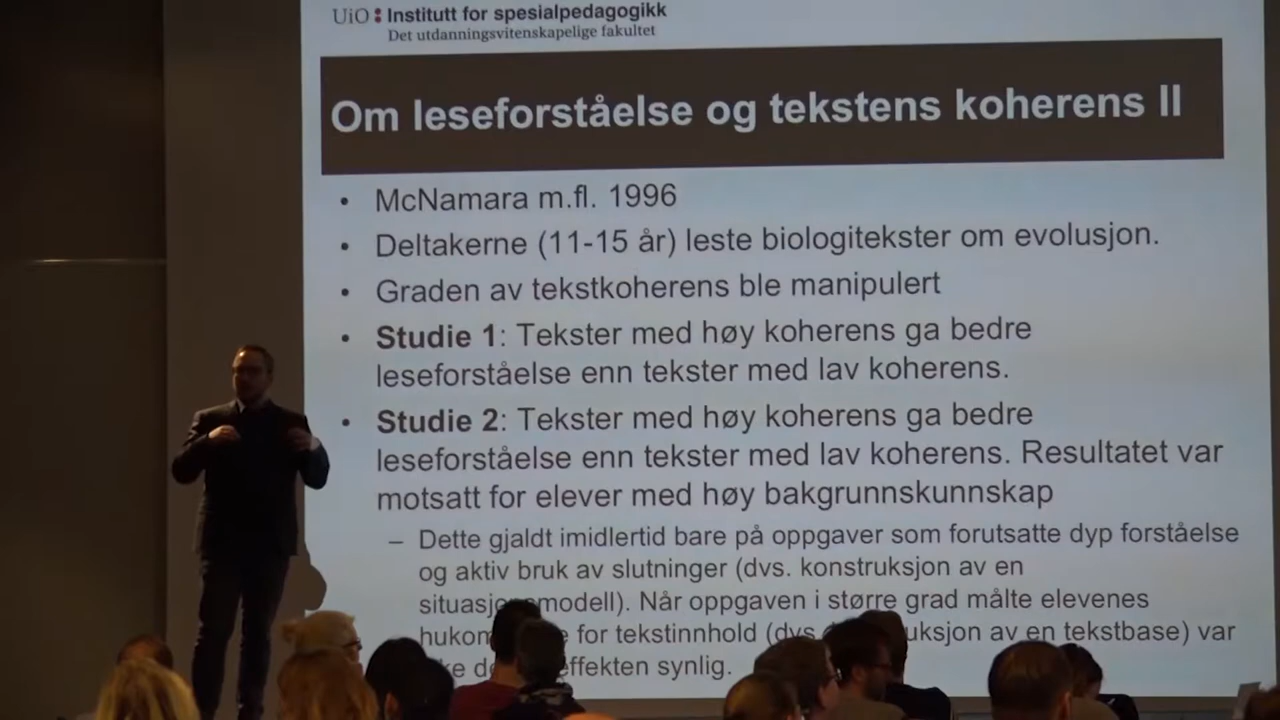 UiO : Institutt for spesialpedagogikk
Det utdanningsvitenskapelige fakultet
Om leseforståelse og tekstens koherens II
• McNamara m.fl. 1996
• Deltakerne (11-15 år) leste biologitekster om evolusjon.
• Graden av tekstkoherens ble manipulert
• Studie 1: Tekster med høy koherens ga bedre
leseforståelse enn tekster med lav koherens.
• Studie 2: Tekster med høy koherens ga bedre
leseforståelse enn tekster med lav koherens. Resultatet var
motsatt for elever med høy bakgrunnskunnskap
– Dette gjaldt imidlertid bare på oppgaver som forutsatte dyp forståelse
og aktiv bruk av slutninger (dvs. konstruksjon av en
situasjonsmodell). Når oppgaven i større grad målte elevenes
for tekstinnhold (dvs av en tekstbase) var
effekten synlig.